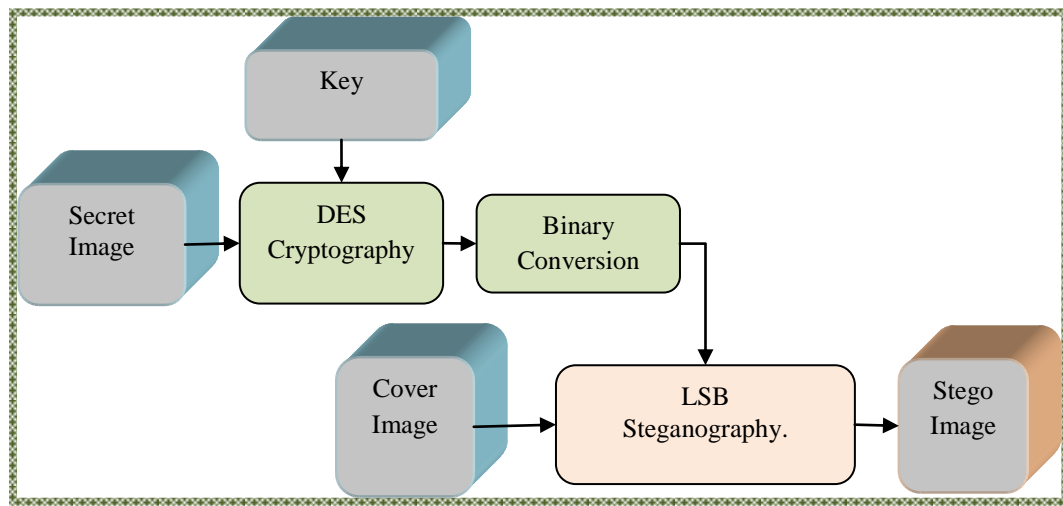 Key
Secret
Image
DES
Cryptography
Binary
Conversion
Cover
Image
LSB
Steganography.
Stego
Image